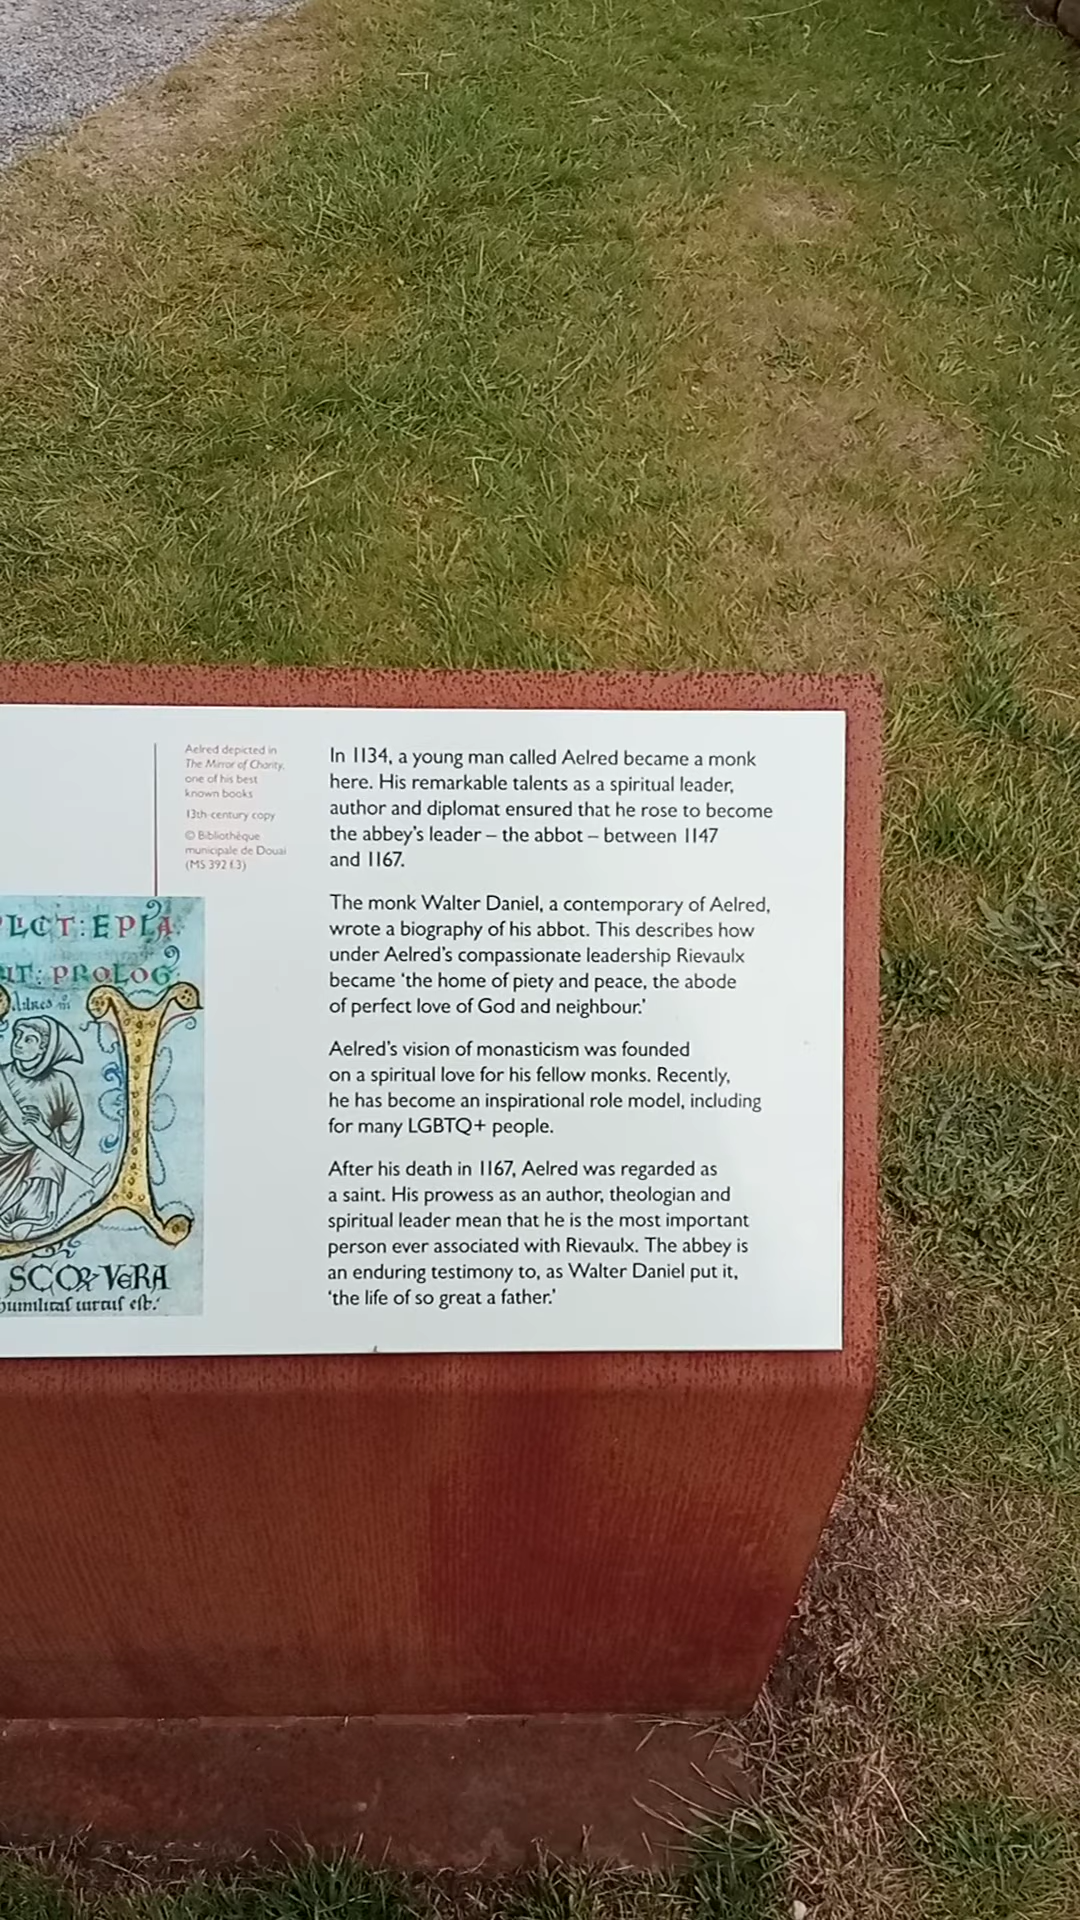 Aelred depicted in
The Mirror of Charity,
one of his best
known books
13th-century copy
© Bibliothèque
municipale de Douai
(MS 392 f.3)
In 1134, a young man called Aelred became a monk
here. His remarkable talents as a spiritual leader,
author and diplomat ensured that he rose to become
the abbey's leader – the abbot – between 1147
and 1167.
The monk Walter Daniel, a contemporary of Aelred,
wrote a biography of his abbot. This describes how
under Aelred's compassionate leadership Rievaulx
became 'the home of piety and peace, the abode
of perfect love of God and neighbour.'
Aelred's vision of monasticism was founded
on a spiritual love for his fellow monks. Recently,
he has become an inspirational role model, including
for many LGBTQ+ people.
After his death in 1167, Aelred was regarded as
a saint. His prowess as an author, theologian and
spiritual leader mean that he is the most important
person ever associated with Rievaulx. The abbey is
an enduring testimony to, as Walter Daniel put it,
'the life of so great a father.'
PLICT: EPLA
IT: PROLOG:
VERA